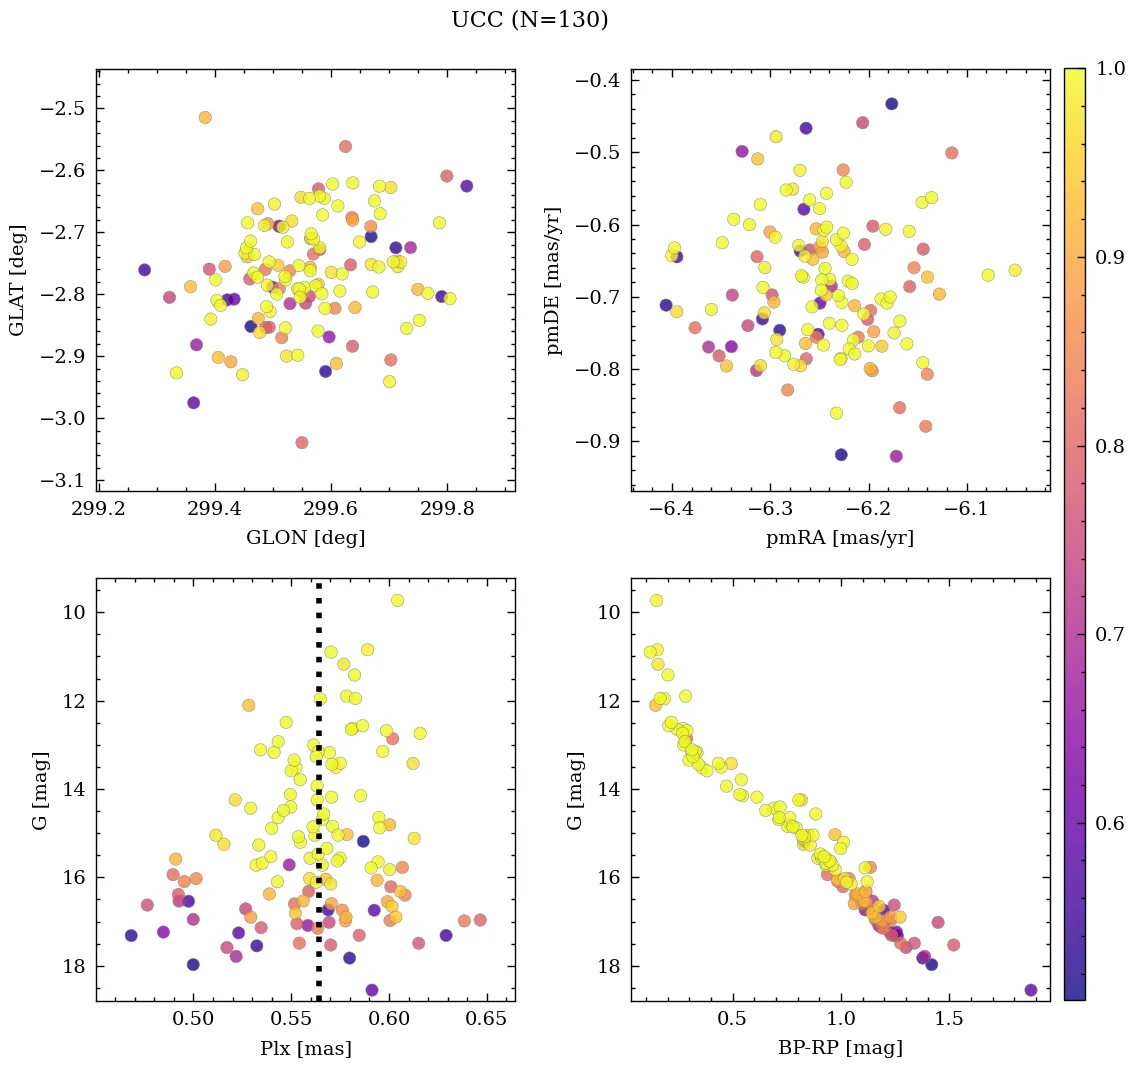 UCC (N=130)
−2.5
−2.6
−2.7
−2.8
−2.9
−3.0
−3.1
GLAT [deg]
299.2 299.4 299.6 299.8
GLON [deg]
−0.4
−0.5
−0.6
−0.7
−0.8
−0.9
pmDE [mas/yr]
−6.4 −6.3 −6.2 −6.1
pmRA [mas/yr]
1.0
0.9
0.8
0.7
0.6
10
12
14
16
18
G [mag]
0.50 0.55 0.60 0.65
Plx [mas]
10
12
14
16
18
G [mag]
0.5 1.0 1.5
BP-RP [mag]